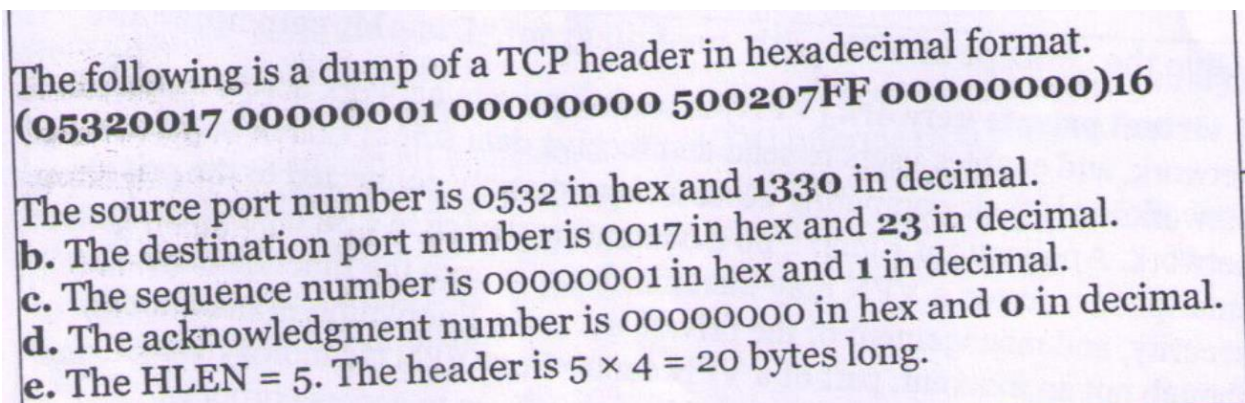 The following is a dump of a TCP header in hexadecimal format.
(05320017 00000001 00000000 500207FF 00000000)16
The source port number is 0532 in hex and 1330 in decimal.
b. The destination port number is 0017 in hex and 23 in decimal.
c. The sequence number is 00000001 in hex and 1 in decimal.
d. The acknowledgment number is 00000000 in hex and 0 in decimal.
e. The HLEN = 5. The header is 5 × 4 = 20 bytes long.